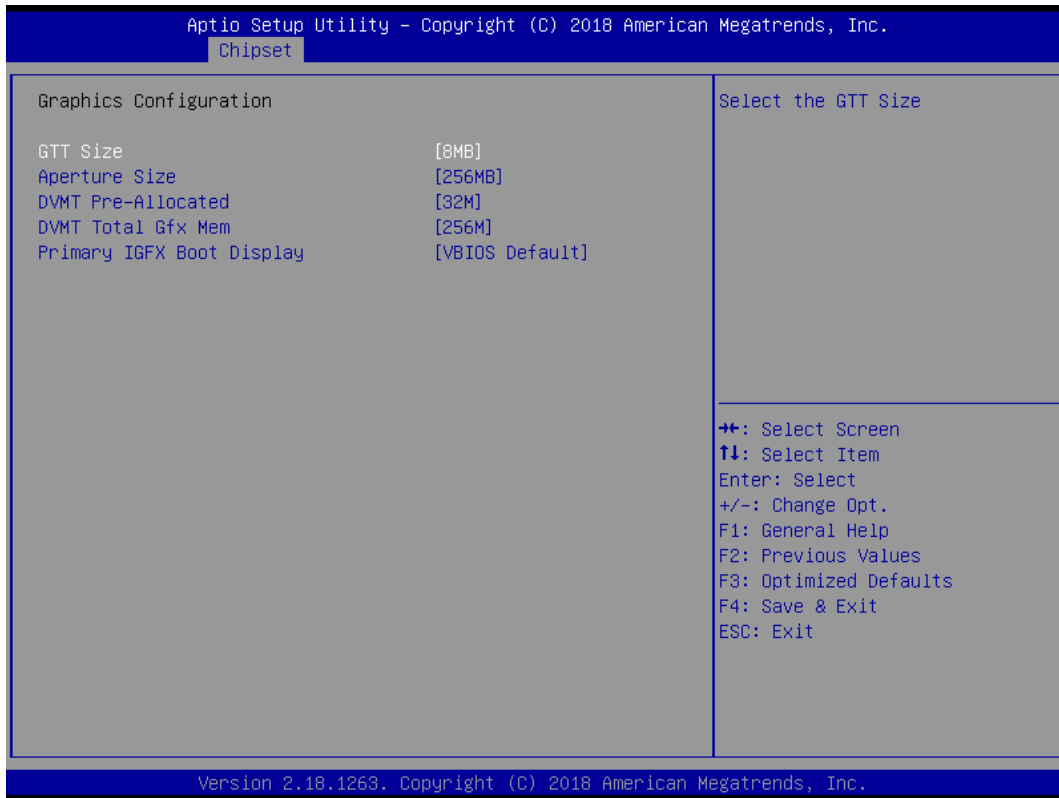 Aptio Setup Utility – Copyright (C) 2018 American Megatrends, Inc.
Chipset
Graphics Configuration
GTT Size [8MB]
Aperture Size [256MB]
DVMT Pre-Allocated [32M]
DVMT Total Gfx Mem [256M]
Primary IGFX Boot Display [VBIOS Default]
Select the GTT Size
→←: Select Screen
↑↓: Select Item
Enter: Select
+/-: Change Opt.
F1: General Help
F2: Previous Values
F3: Optimized Defaults
F4: Save & Exit
ESC: Exit
Version 2.18.1263. Copyright (C) 2018 American Megatrends, Inc.